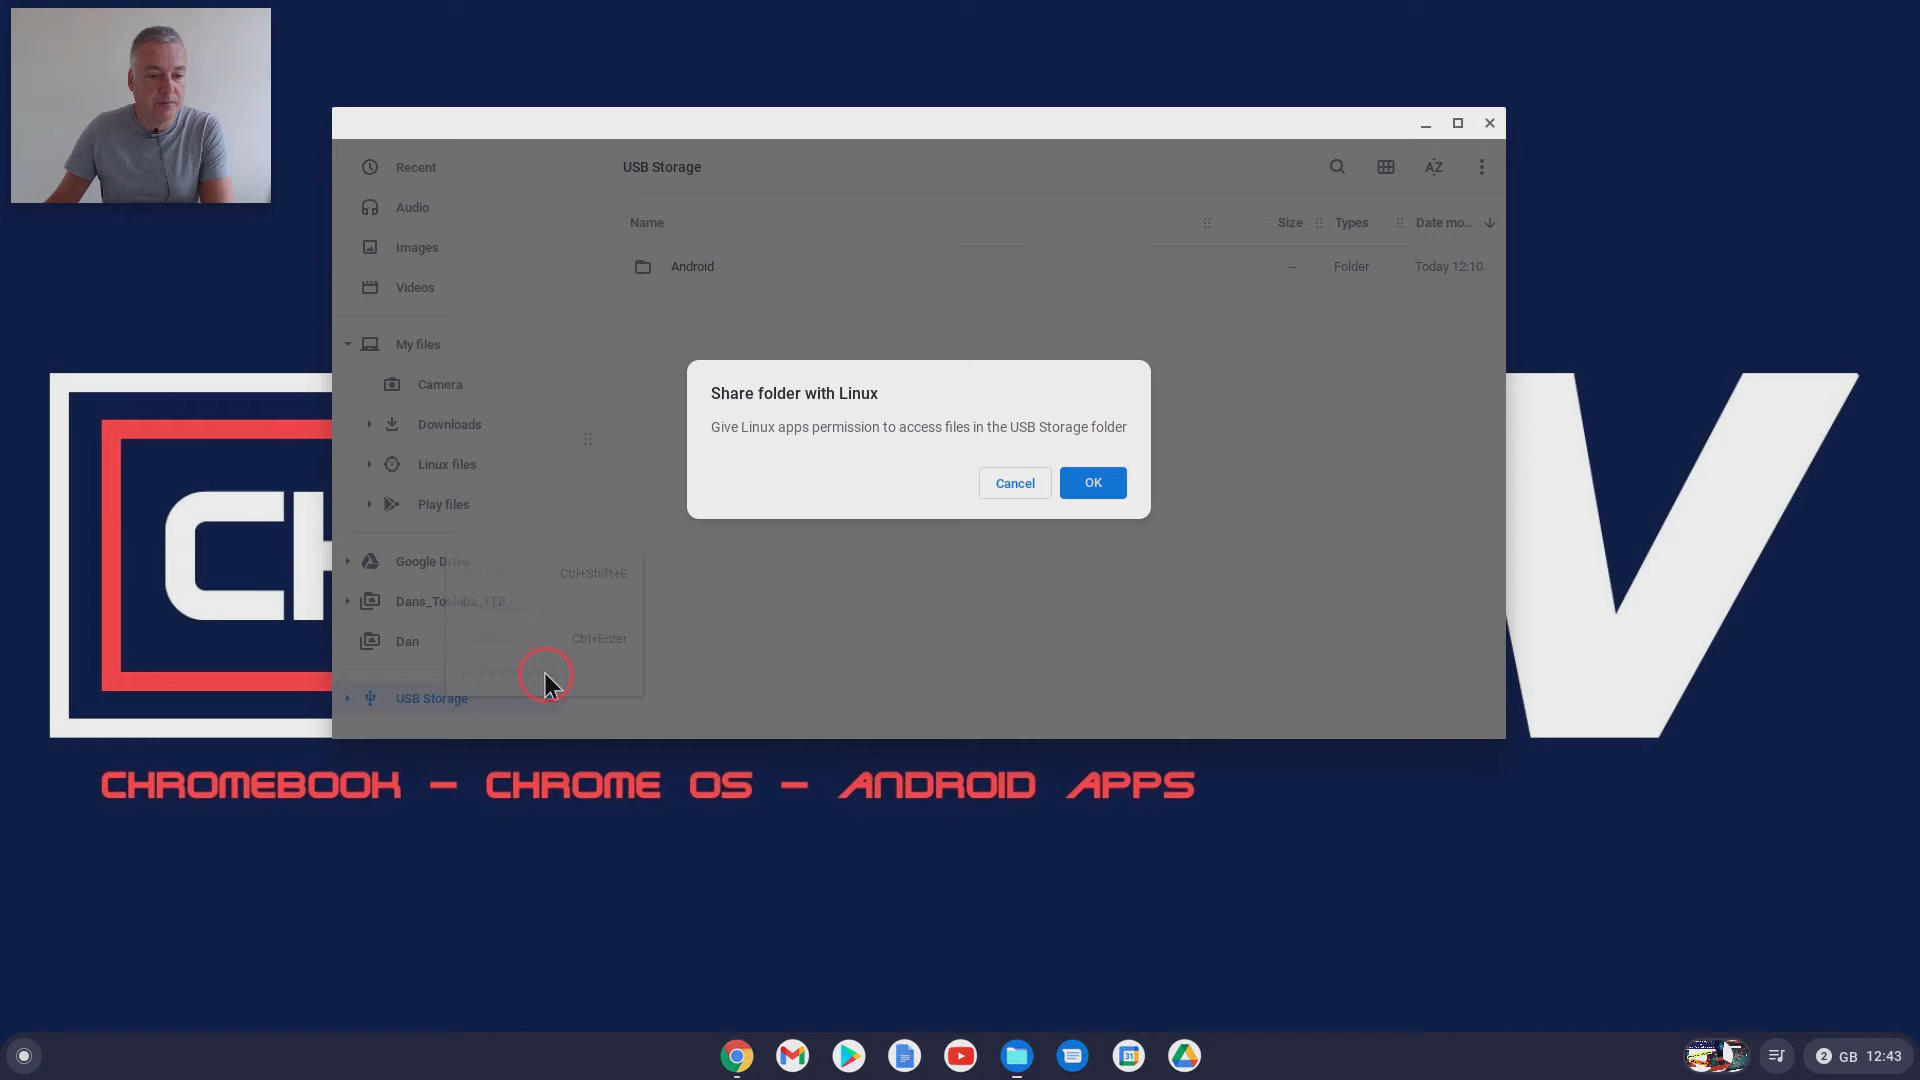 Recent
Audio
Images
Videos
My files
Camera
Downloads
Linux files
Play files
Google Drive
Dans_Toshiba_1TB
Dan
USB Storage
USB Storage
AZ
Name
Size
Types
Date mo...
Android
--
Folder
Today 12:10
Share folder with Linux
Give Linux apps permission to access files in the USB Storage folder
Cancel
OK
Ctrl+Shift+E
Ctrl+Enter
CHROMEBOOK – CHROME OS – ANDROID APPS
31
2
GB
12:43